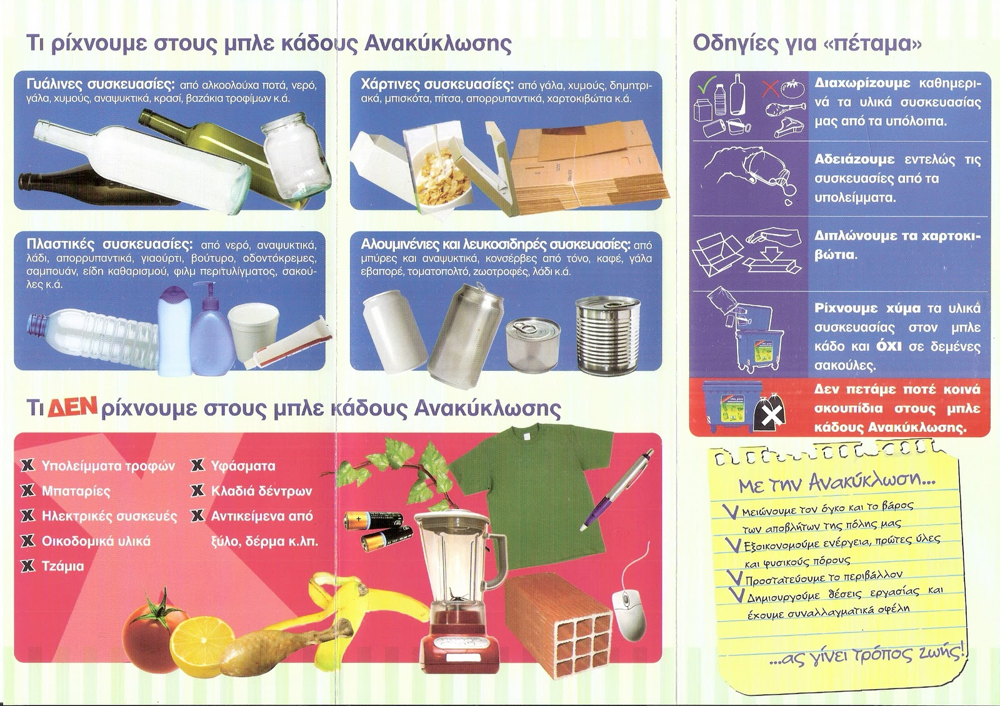 Τι ρίχνουμε στους μπλε κάδους Ανακύκλωσης
Γυάλινες συσκευασίες: από αλκοολούχα ποτά, νερό,
γάλα, χυμούς, αναψυκτικά, κρασί, βαζάκια τροφίμων κ.ά.
Χάρτινες συσκευασίες: από γάλα, χυμούς, δημητρι-
ακά, μπισκότα, πίτσα, απορρυπαντικά, χαρτοκιβώτια κ.ά.
Πλαστικές συσκευασίες: από νερό, αναψυκτικά,
λάδι, απορρυπαντικά, γιαούρτι, βούτυρο, οδοντόκρεμες,
σαμπουάν, είδη καθαρισμού, φιλμ περιτυλίγματος, σακού-
λες κ.ά.
Αλουμινένιες και λευκοσιδηρές συσκευασίες: από
μπύρες και αναψυκτικά, κονσέρβες από τόνο, καφέ, γάλα
εβαπορέ, τοματοπολτό, ζωοτροφές, λάδι κ.ά.
Τι ΔΕΝ ρίχνουμε στους μπλε κάδους Ανακύκλωσης
X Υπολείμματα τροφών
X Μπαταρίες
X Ηλεκτρικές συσκευές
X Οικοδομικά υλικά
X Τζάμια
X Υφάσματα
X Κλαδιά δέντρων
X Αντικείμενα από
ξύλο, δέρμα κ.λπ.
Οδηγίες για «πέταμα»
Διαχωρίζουμε καθημερι-
νά τα υλικά συσκευασίας
μας από τα υπόλοιπα.
Αδειάζουμε εντελώς τις
συσκευασίες από τα
υπολείμματα.
Διπλώνουμε τα χαρτοκι-
βώτια.
Ρίχνουμε χύμα τα υλικά
συσκευασίας στον μπλε
κάδο και ΌΧΙ σε δεμένες
σακούλες.
Δεν πετάμε ποτέ κοινά
σκουπίδια στους μπλε
κάδους Ανακύκλωσης.
Με την Ανακύκλωση...
Μειώνουμε τον όγκο και το βάρος
των αποβλήτων της πόλης μας
Εξοικονομούμε ενέργεια, πρώτες ύλες
και φυσικούς πόρους
Προστατεύουμε το περιβάλλον
Δημιουργούμε θέσεις εργασίας και
έχουμε συναλλαγματικά οφέλη
...ας γίνει τρόπος ζωής!